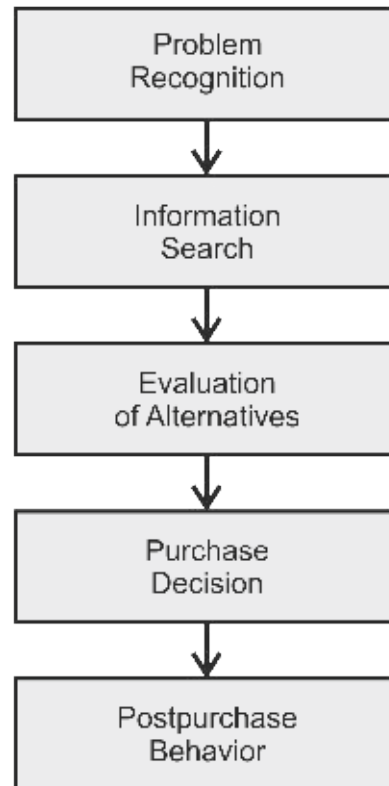 Problem
Recognition
Information
Search
Evaluation
of Alternatives
Purchase
Decision
Postpurchase
Behavior